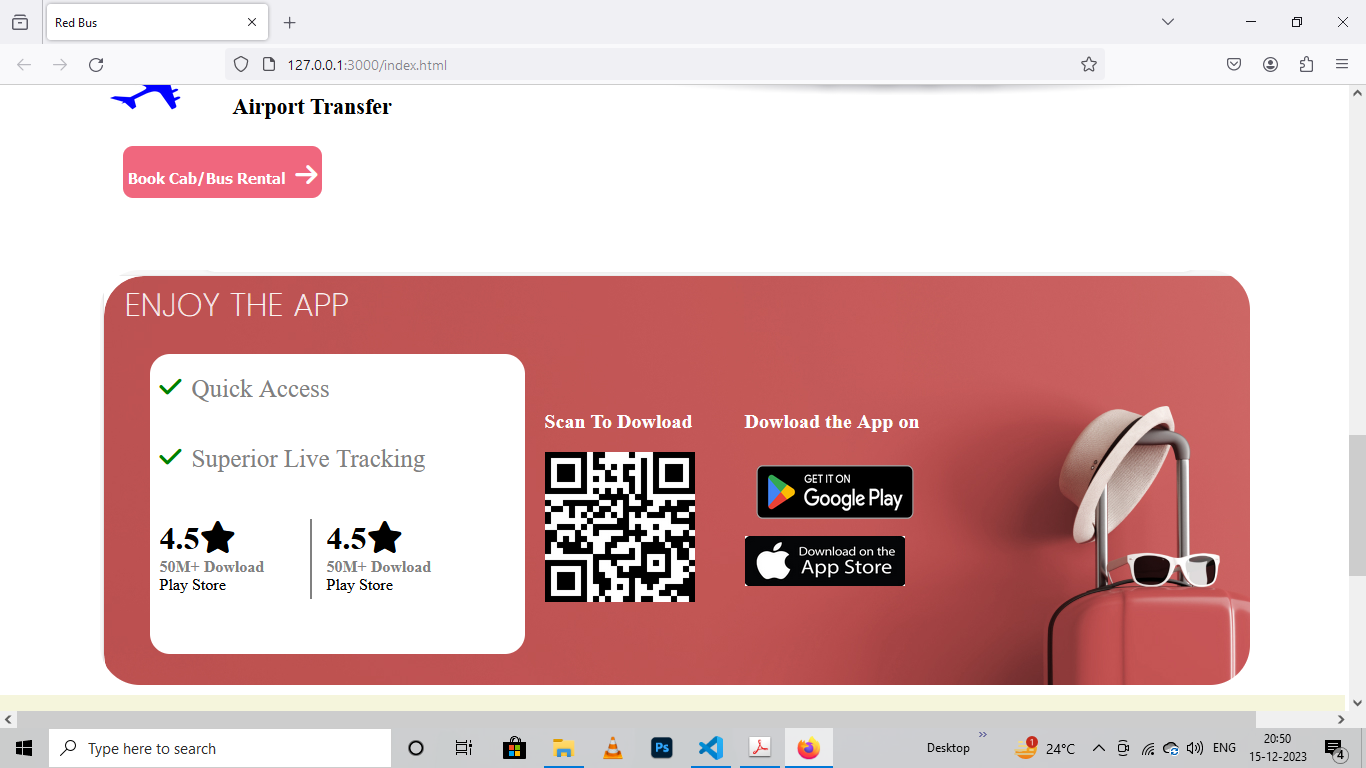 Red Bus
127.0.0.1:3000/index.html
Airport Transfer
Book Cab/Bus Rental
ENJOY THE APP
Quick Access
Superior Live Tracking
4.5 4.5
50M+ Dowload 50M+ Dowload
Play Store Play Store
Scan To Dowload
Dowload the App on
GET IT ON
Google Play
Download on the
App Store
Type here to search
Ps
Desktop
1
24°C
ENG
20:50
15-12-2023
4